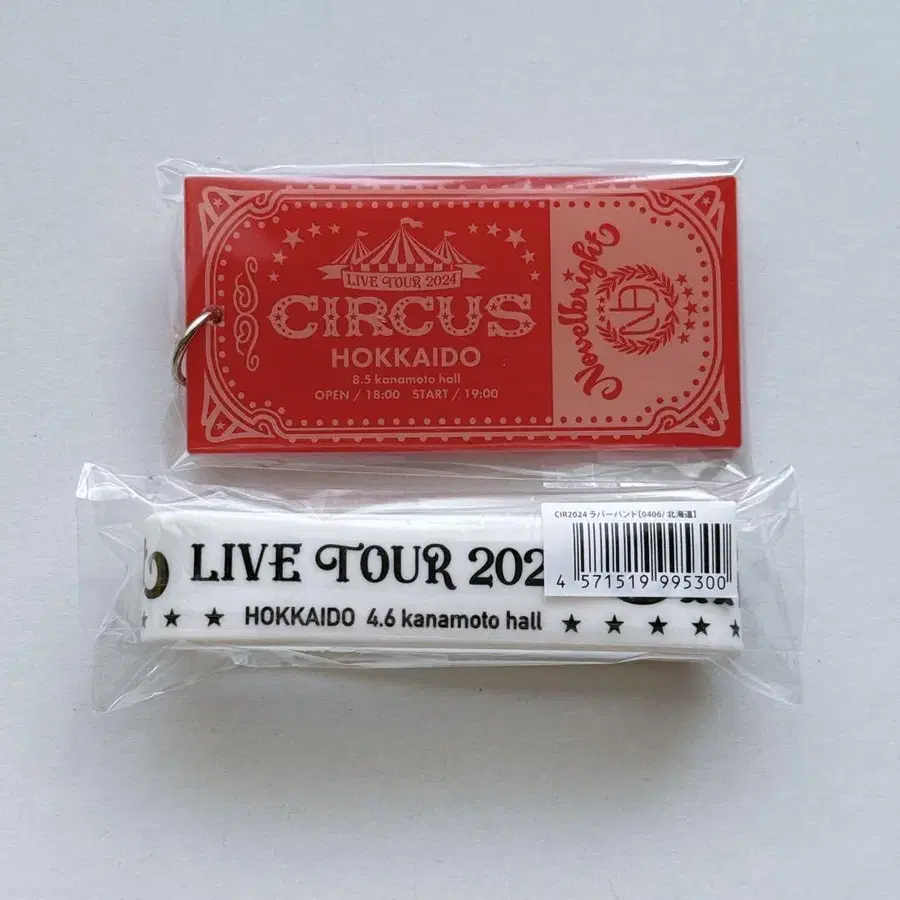 LIVE TOUR 2024
CIRCUS
HOKKAIDO
8.5 kanamoto hall
OPEN / 18:00 START / 19:00
Novelbright
NB
CIR2024 ラバーバンド【0406/ 北海道】
4 571519 995300
LIVE TOUR 202
HOKKAIDO 4.6 kanamoto hall